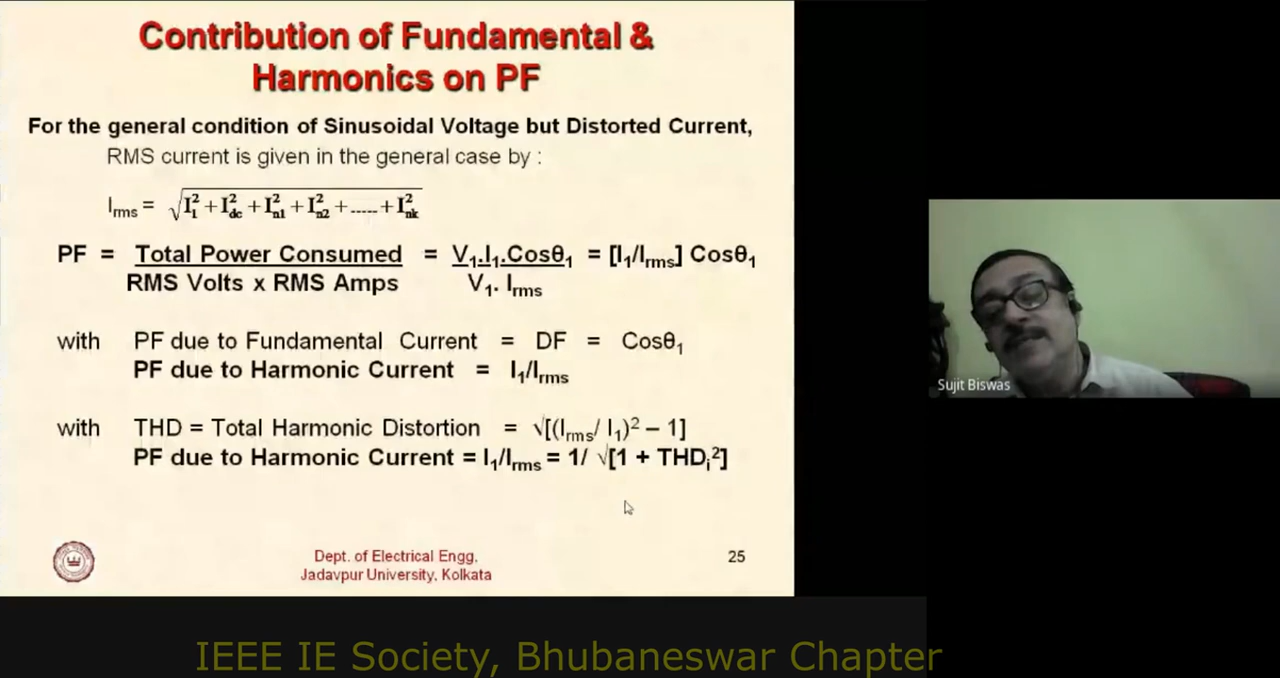 Contribution of Fundamental &
Harmonics on PF
For the general condition of Sinusoidal Voltage but Distorted Current,
RMS current is given in the general case by :
Irms = √I₁² + Idc² + In1² + In2² + ..... + Ink²
PF = Total Power Consumed = V₁.I₁.Cosθ₁ = [I₁/Irms] Cosθ₁
RMS Volts x RMS Amps V₁. Irms
with PF due to Fundamental Current = DF = Cosθ₁
PF due to Harmonic Current = I₁/Irms
with THD = Total Harmonic Distortion = √[(Irms/ I₁)² – 1]
PF due to Harmonic Current = I₁/Irms = 1/ √[1 + THDi²]
Dept. of Electrical Engg,
Jadavpur University, Kolkata
25
Sujit Biswas
IEEE IE Society, Bhubaneswar Chapter